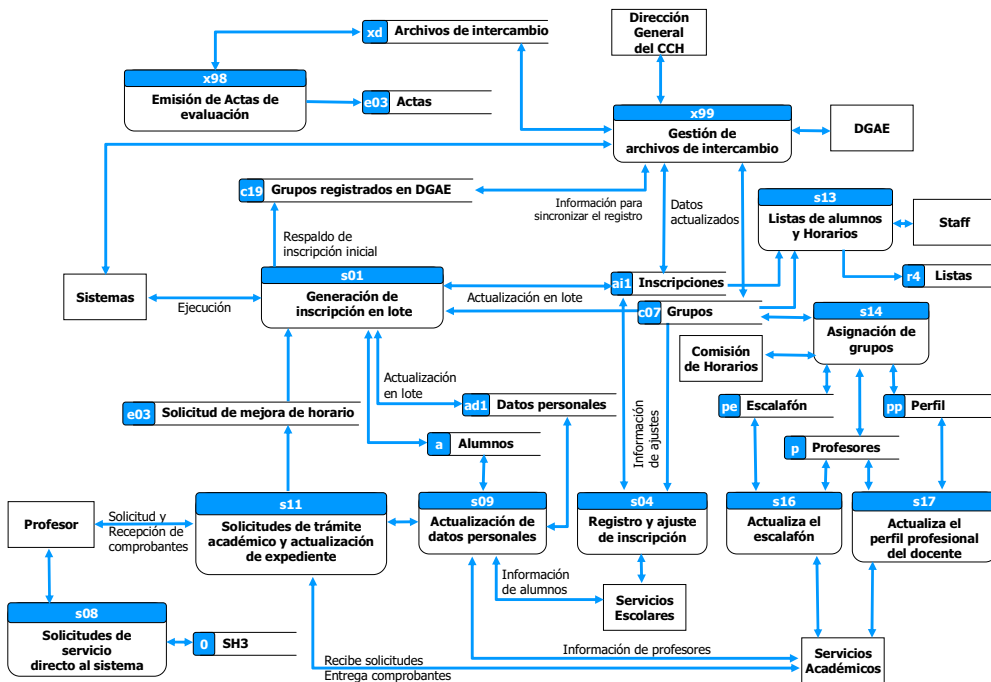 xd
Archivos de intercambio
Dirección
General
del CCH
x98
Emisión de Actas de
evaluación
e03
Actas
x99
Gestión de
archivos de intercambio
DGAE
c19
Grupos registrados en DGAE
Información para
sincronizar el registro
Datos
actualizados
s13
Listas de alumnos
y Horarios
Staff
Respaldo de
inscripción inicial
r4
Listas
Sistemas
Ejecución
s01
Generación de
inscripción en lote
Actualización en lote
ai1
Inscripciones
c07
Grupos
s14
Asignación de
grupos
Comisión
de Horarios
Actualización
en lote
e03
Solicitud de mejora de horario
ad1
Datos personales
a
Alumnos
Información
de ajustes
pe
Escalafón
pp
Perfil
p
Profesores
Profesor
Solicitud y
Recepción de
comprobantes
s11
Solicitudes de trámite
académico y actualización
de expediente
s09
Actualización de
datos personales
s04
Registro y ajuste
de inscripción
s16
Actualiza el
escalafón
s17
Actualiza el
perfil profesional
del docente
Información
de alumnos
Servicios
Escolares
s08
Solicitudes de
servicio
directo al sistema
0
SH3
Información de profesores
Recibe solicitudes
Entrega comprobantes
Servicios
Académicos